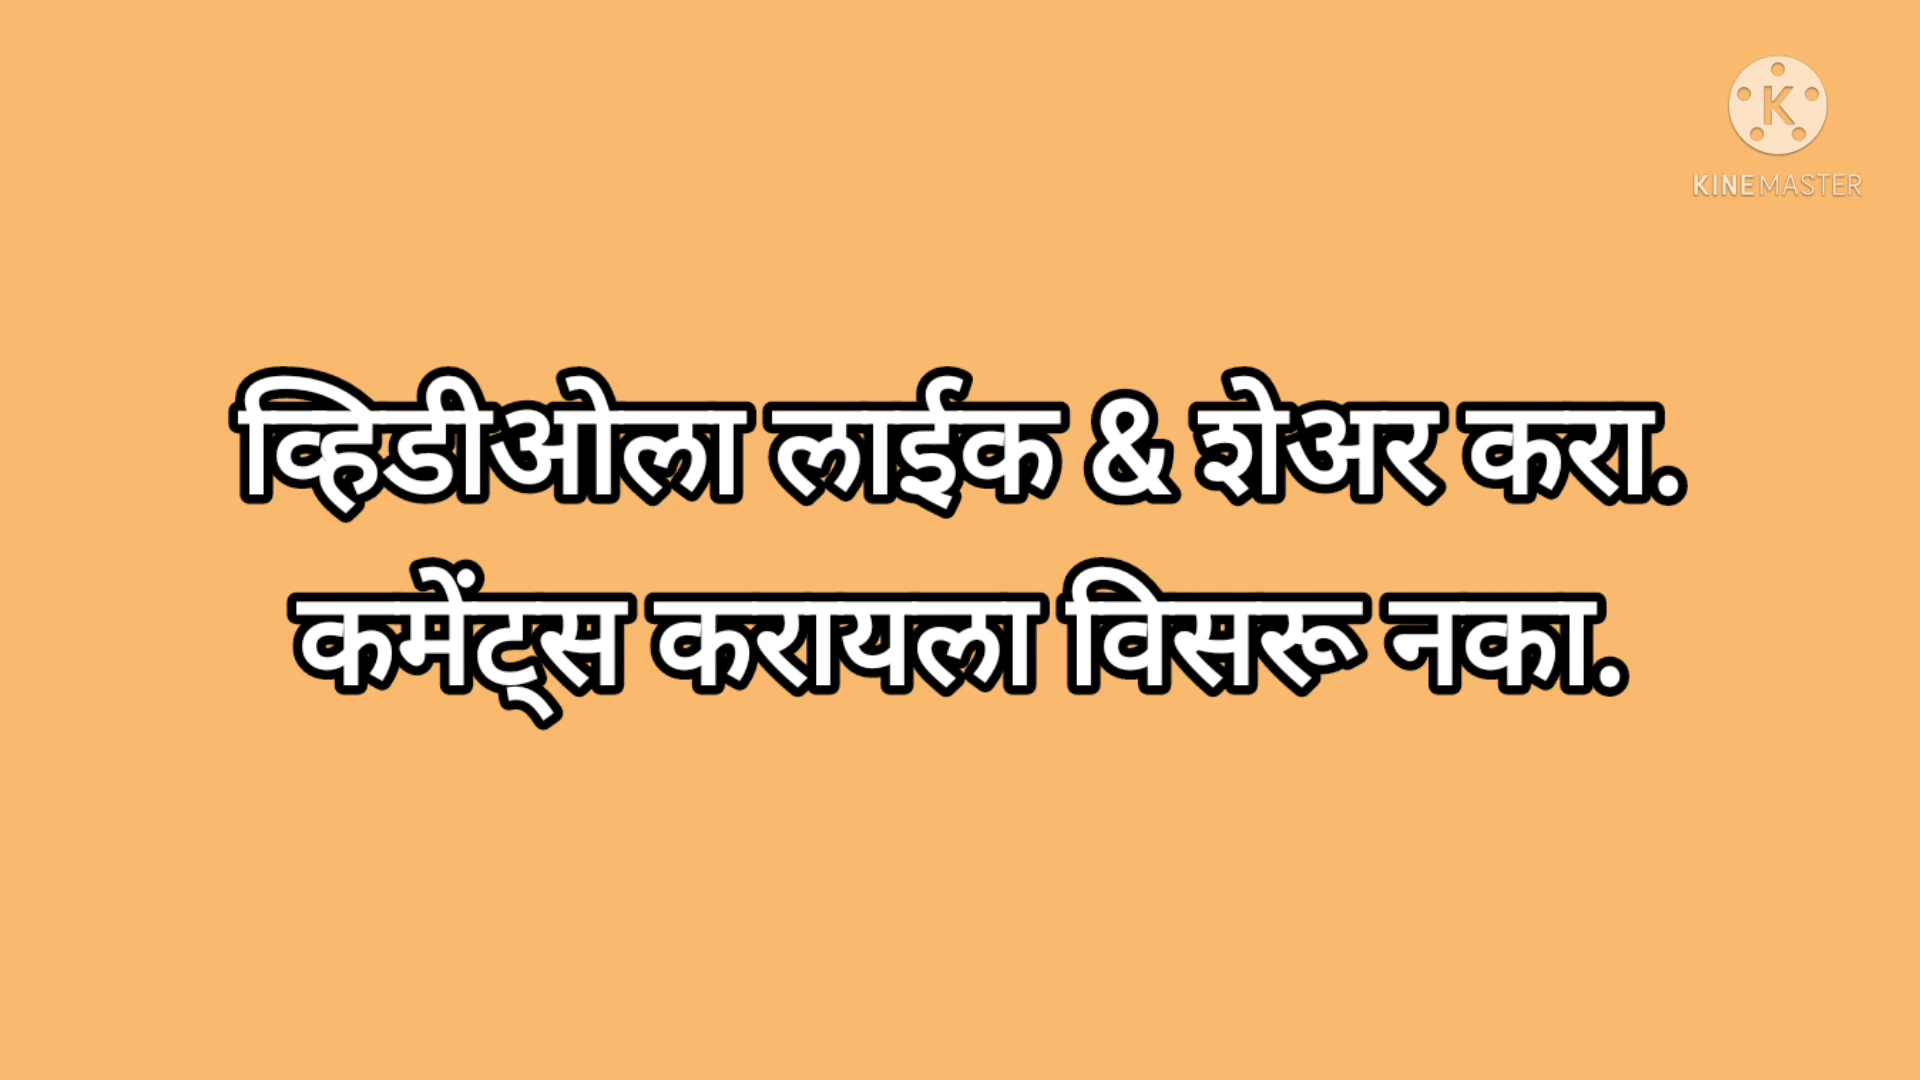 K
KINEMASTER
व्हिडीओला लाईक & शेअर करा.
कमेंट्स करायला विसरू नका.